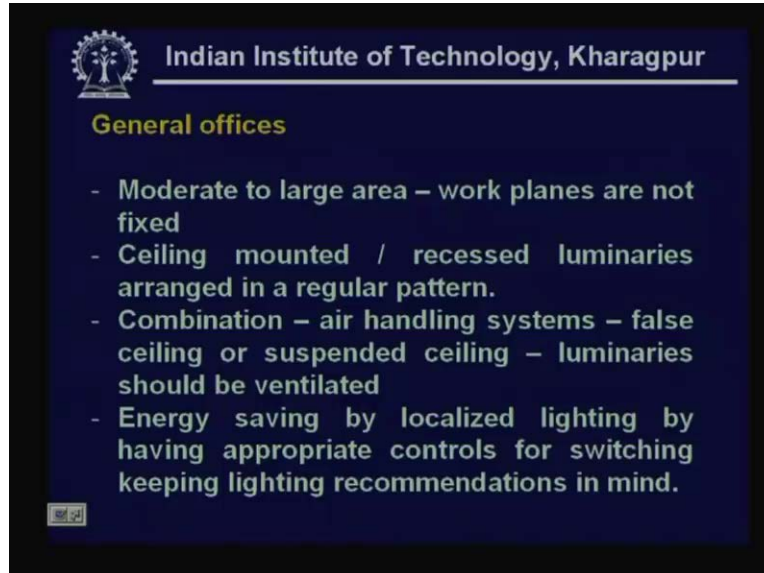 Indian Institute of Technology, Kharagpur
General offices
- Moderate to large area – work planes are not
fixed
- Ceiling mounted / recessed luminaries
arranged in a regular pattern.
- Combination – air handling systems – false
ceiling or suspended ceiling – luminaries
should be ventilated
- Energy saving by localized lighting by
having appropriate controls for switching
keeping lighting recommendations in mind.